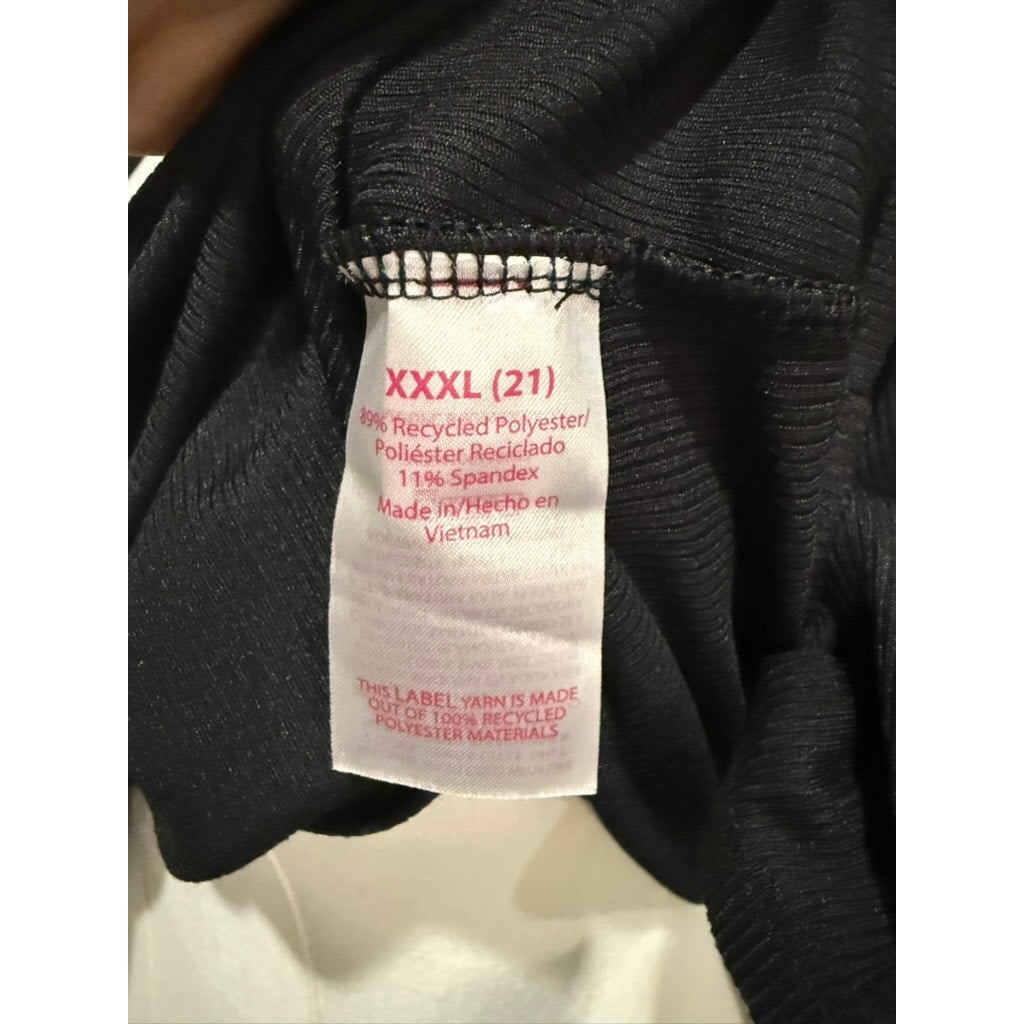 XXXL (21)
89% Recycled Polyester/
Poliéster Reciclado
11% Spandex
Made in/Hecho en
Vietnam
THIS LABEL YARN IS MADE
OUT OF 100% RECYCLED
POLYESTER MATERIALS